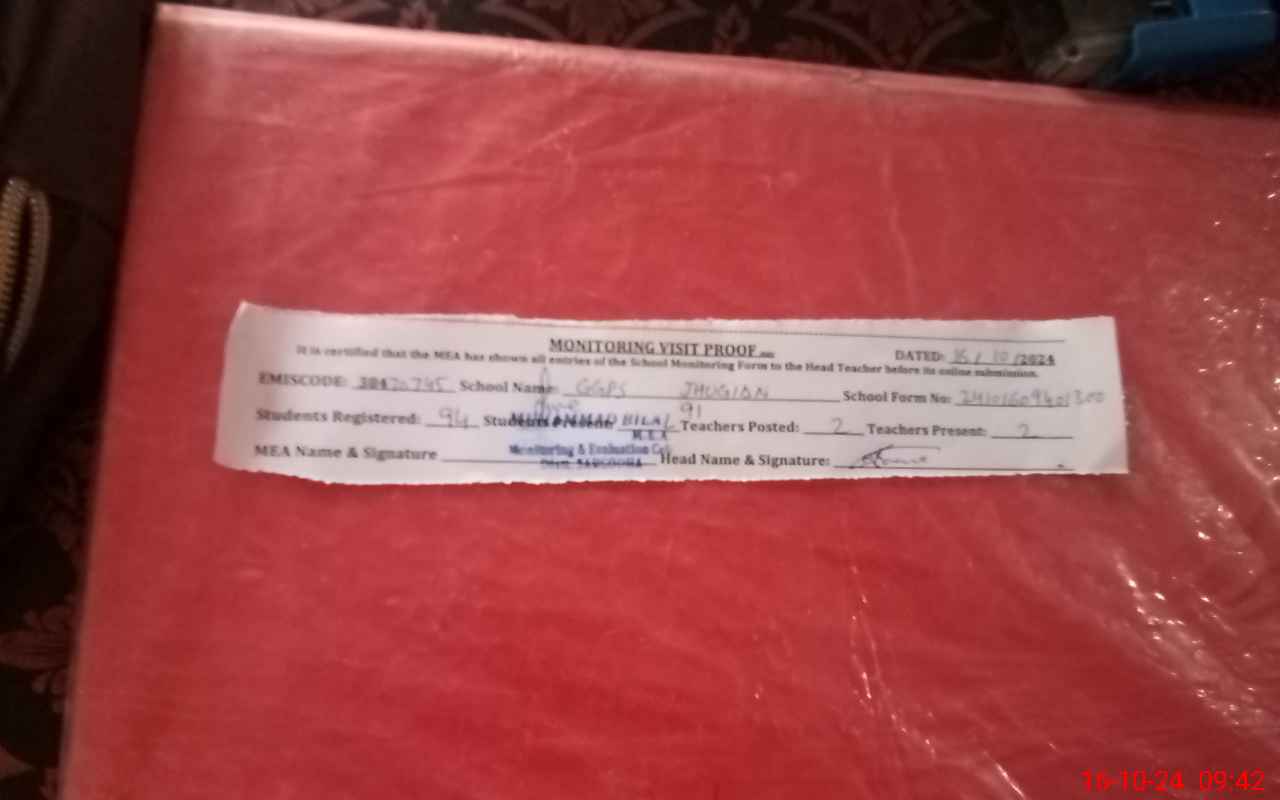 MONITORING VISIT PROOF
DATED: 16 / 10 /2024
It is certified that the MEA has shown all entries of the School Monitoring Form to the Head Teacher before its online submission.
EMISCODE: 38420745 School Name: GGPS JHUGIAN School Form No:
Students Registered: 94 Students Present 91 Teachers Posted: 2 Teachers Present: 2
MUHAMMAD BILAL
M.E.A
MEA Name & Signature Head Name & Signature:
Monitoring & Evaluation
SARGODHA
16-10-24 09:42